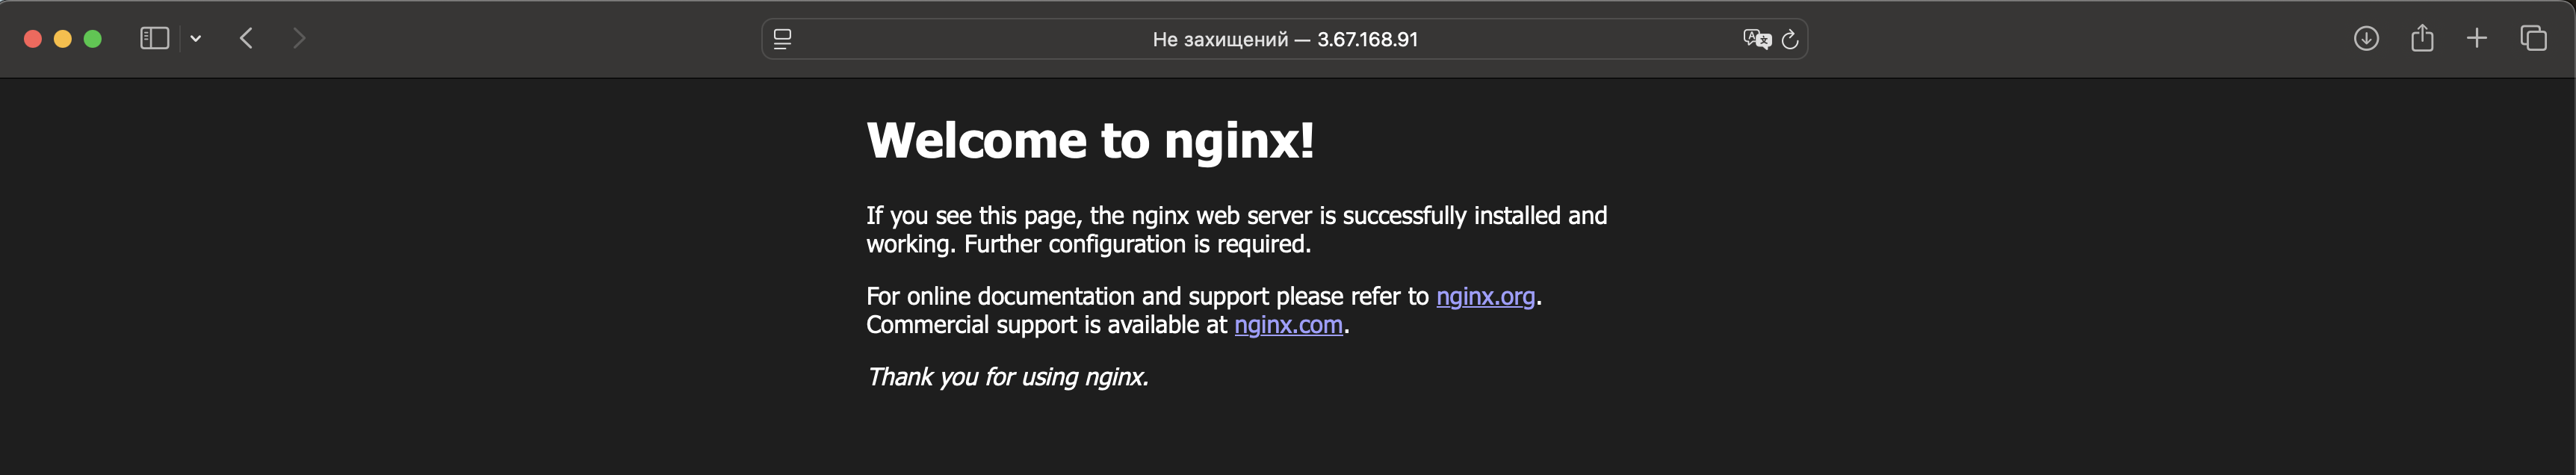 Не захищений — 3.67.168.91
Welcome to nginx!
If you see this page, the nginx web server is successfully installed and
working. Further configuration is required.
For online documentation and support please refer to nginx.org.
Commercial support is available at nginx.com.
Thank you for using nginx.